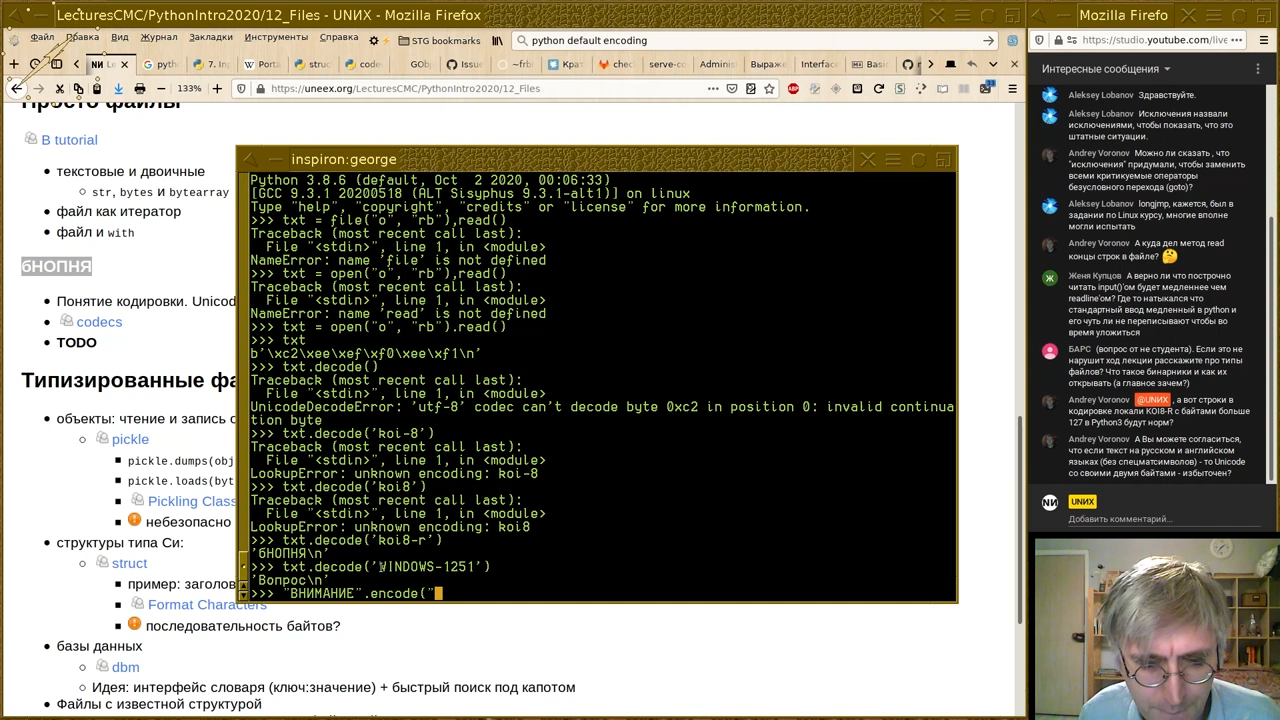 LecturesCMC/PythonIntro2020/12_Files - UNИX - Mozilla Firefox
Mozilla Firefo
Файл Правка Вид Журнал Закладки Инструменты Справка
STG bookmarks
python default encoding
https://studio.youtube.com/live
133%
https://uneex.org/LecturesCMC/PythonIntro2020/12_Files
Просто файлы
В tutorial
текстовые и двоичные
str, bytes и bytearray
файл как итератор
файл и with
бНОПНЯ
Понятие кодировки. Unicod
codecs
TODO
Типизированные фа
объекты: чтение и запись о
pickle
pickle.dumps(obj
pickle.loads(byt
Pickling Class
небезопасно
структуры типа Си:
struct
пример: заголов
Format Characters
последовательность байтов?
базы данных
dbm
Идея: интерфейс словаря (ключ:значение) + быстрый поиск под капотом
Файлы с известной структурой
inspiron:george
Python 3.8.6 (default, Oct  2 2020, 00:06:33)
[GCC 9.3.1 20200518 (ALT Sisyphus 9.3.1-alt1)] on linux
Type "help", "copyright", "credits" or "license" for more information.
>>> txt = file("o", "rb"),read()
Traceback (most recent call last):
  File "<stdin>", line 1, in <module>
NameError: name 'file' is not defined
>>> txt = open("o", "rb"),read()
Traceback (most recent call last):
  File "<stdin>", line 1, in <module>
NameError: name 'read' is not defined
>>> txt = open("o", "rb").read()
>>> txt
b'\xc2\xee\xef\xf0\xee\xf1\n'
>>> txt.decode()
Traceback (most recent call last):
  File "<stdin>", line 1, in <module>
UnicodeDecodeError: 'utf-8' codec can't decode byte 0xc2 in position 0: invalid continua
tion byte
>>> txt.decode('koi-8')
Traceback (most recent call last):
  File "<stdin>", line 1, in <module>
LookupError: unknown encoding: koi-8
>>> txt.decode('koi8')
Traceback (most recent call last):
  File "<stdin>", line 1, in <module>
LookupError: unknown encoding: koi8
>>> txt.decode('koi8-r')
'бНОПНЯ\n'
>>> txt.decode('WINDOWS-1251')
'Вопрос\n'
>>> "ВНИМАНИЕ".encode("
Интересные сообщения
Aleksey Lobanov Здравствуйте.
Aleksey Lobanov Исключения назвали
исключениями, чтобы показать, что это
штатные ситуации.
Andrey Voronov Можно ли сказать , что
"исключения" придумали, чтобы заменить
всеми критикуемые операторы
безусловного перехода (goto)?
Aleksey Lobanov longjmp, кажется, был в
задании по Linux курсу, многие вполне
могли испытать
Andrey Voronov А куда дел метод read
концы строк в файле?
Женя Купцов А верно ли что построчно
читать input()'ом будет медленнее чем
readline'ом? Где то натыкался что
стандартный ввод медленный в python и
его чуть ли не переписывают чтобы во
время уложиться
БАРС (вопрос от не студента). Если это не
нарушит ход лекции расскажите про типы
файлов? Что такое бинарники и как их
открывать (а главное зачем?)
Andrey Voronov @UNИX , а вот строки в
кодировке локали KOI8-R с байтами больше
127 в Python3 будут норм?
Andrey Voronov А Вы можете согласиться,
что если текст на русском и английском
языках (без спецматсимволов) - то Unicode
со своими двумя байтами - избыточен?
UNИX
Добавить комментарий...